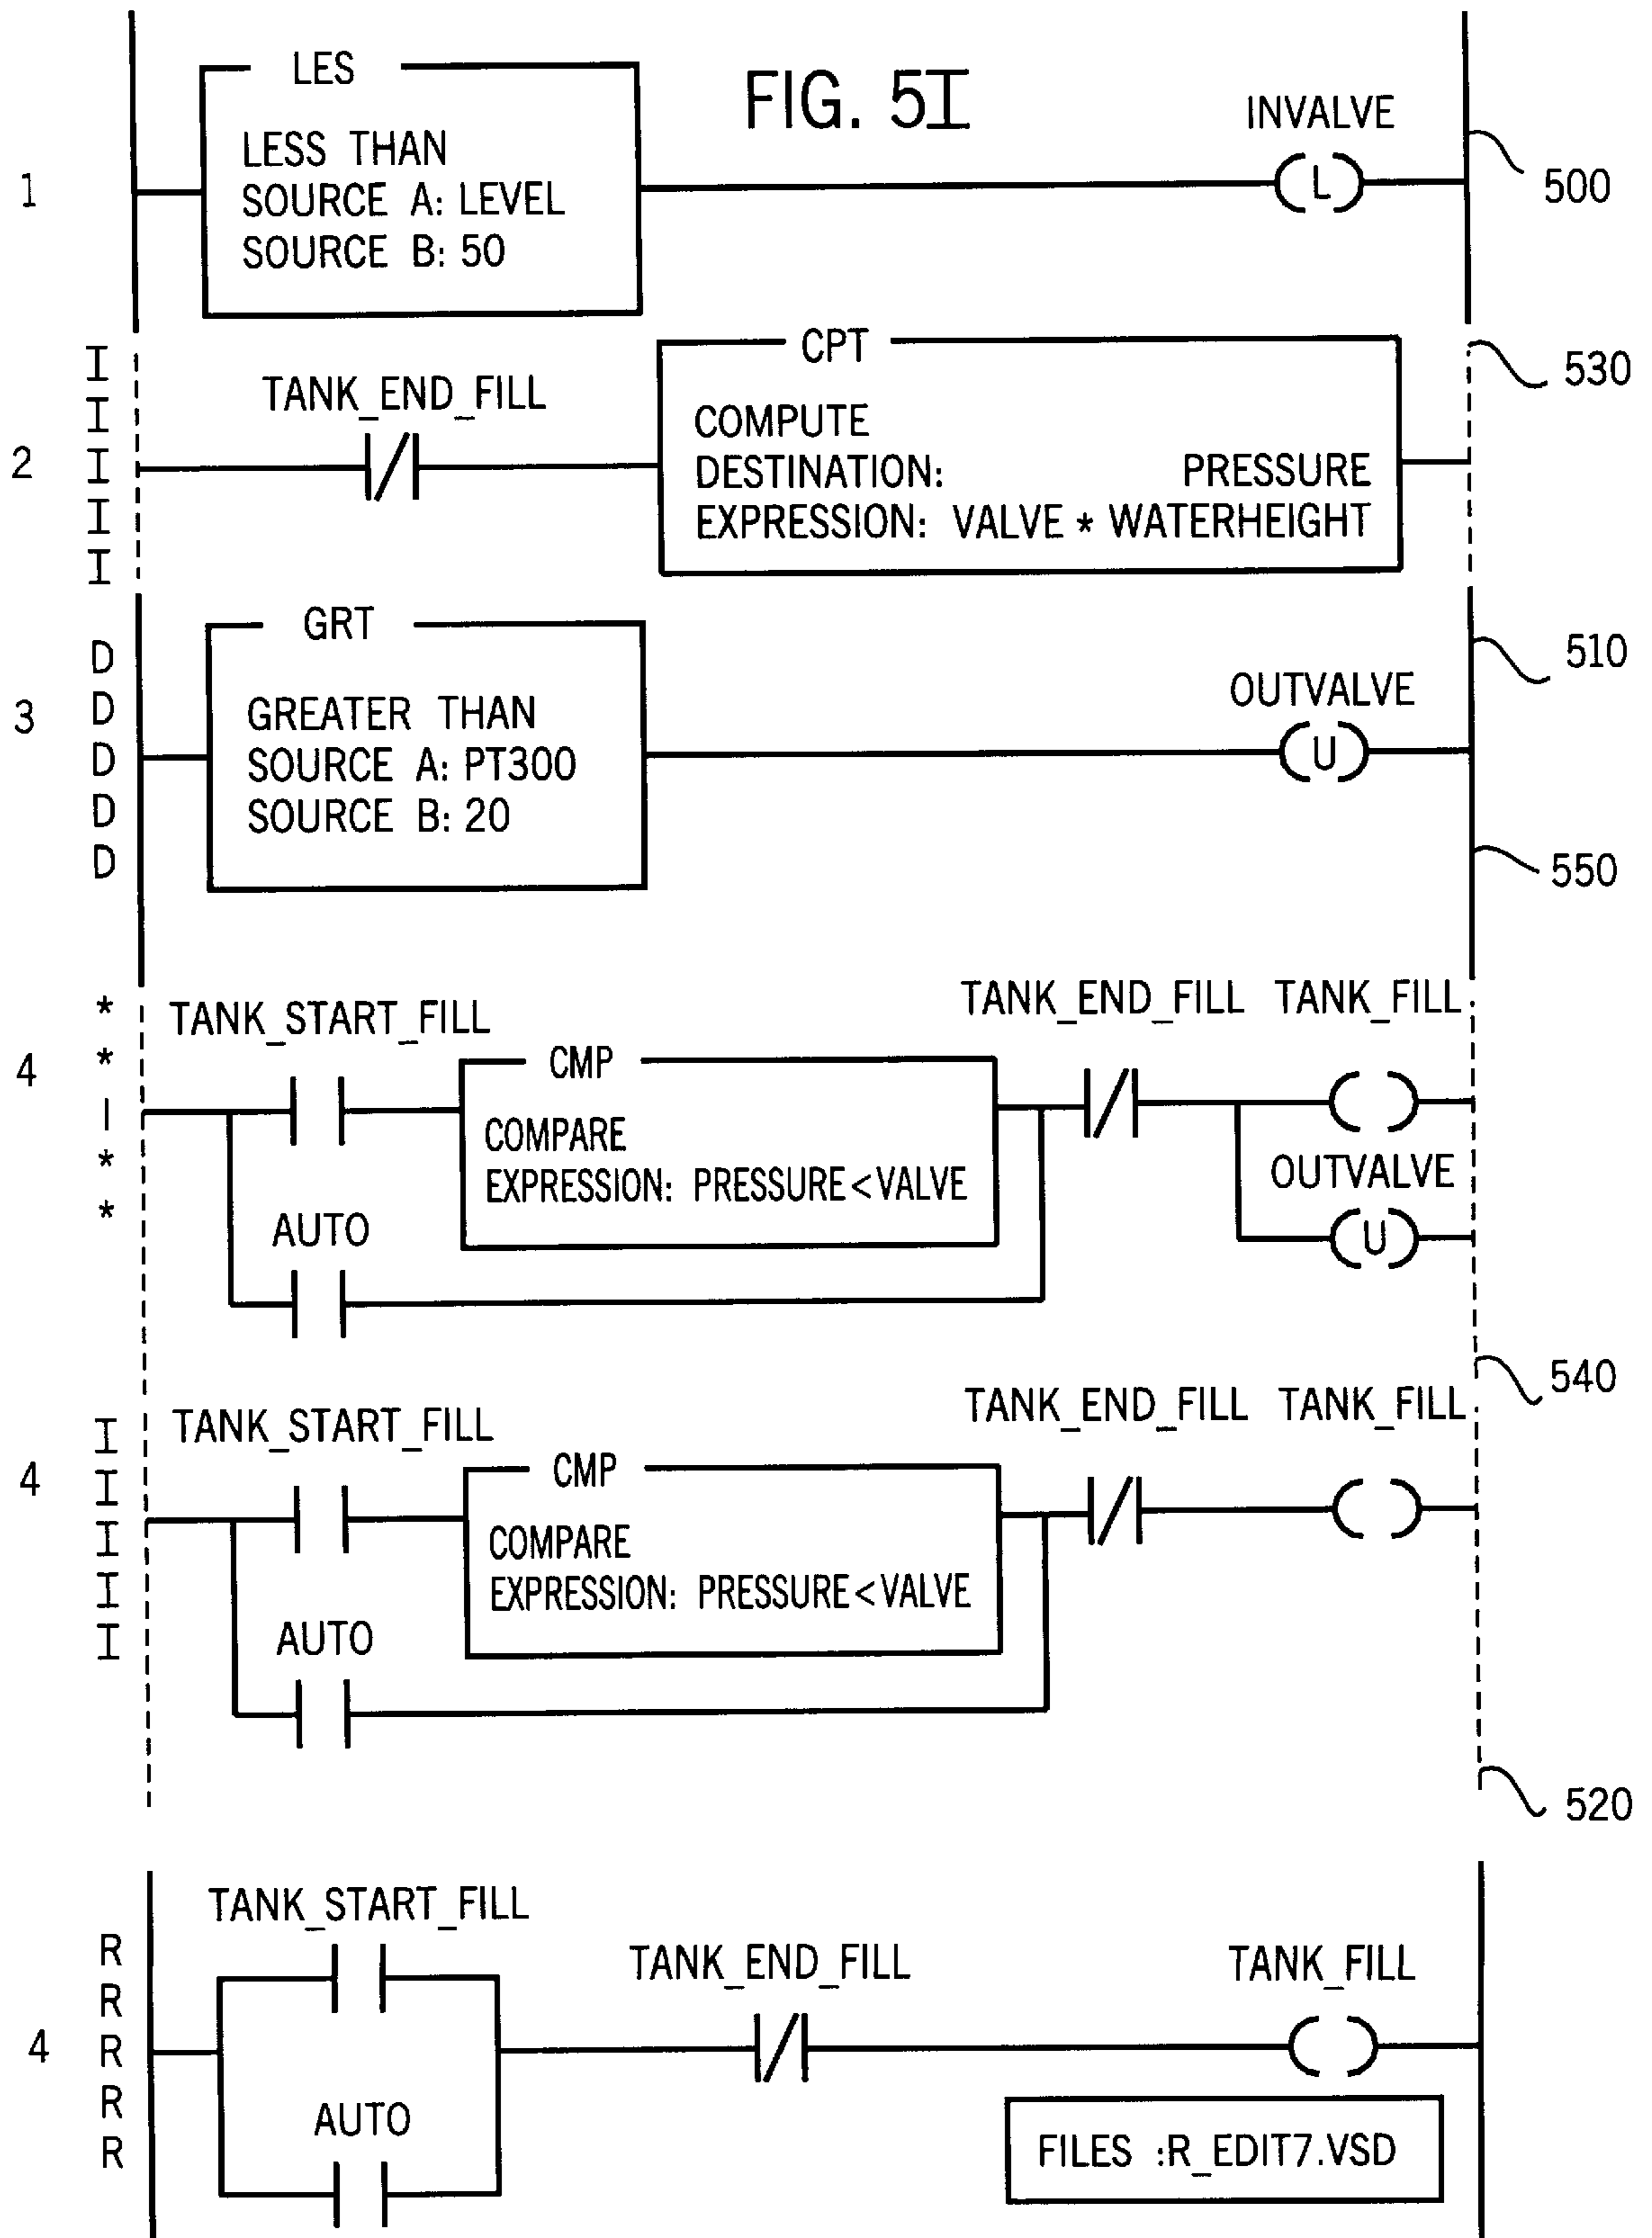 FIG. 5I
LES
LESS THAN
SOURCE A: LEVEL
SOURCE B: 50
INVALVE
L
1
500
I
I
I
I
I
2
TANK_END_FILL
CPT
COMPUTE
DESTINATION: PRESSURE
EXPRESSION: VALVE * WATERHEIGHT
530
D
D
D
D
D
3
GRT
GREATER THAN
SOURCE A: PT300
SOURCE B: 20
OUTVALVE
U
510
550
*
*
I
*
*
4
TANK_START_FILL
CMP
COMPARE
EXPRESSION: PRESSURE<VALVE
AUTO
TANK_END_FILL TANK_FILL
OUTVALVE
U
540
I
I
I
I
I
4
TANK_START_FILL
CMP
COMPARE
EXPRESSION: PRESSURE<VALVE
AUTO
TANK_END_FILL TANK_FILL
520
R
R
R
R
R
4
TANK_START_FILL
AUTO
TANK_END_FILL
TANK_FILL
FILES :R_EDIT7.VSD